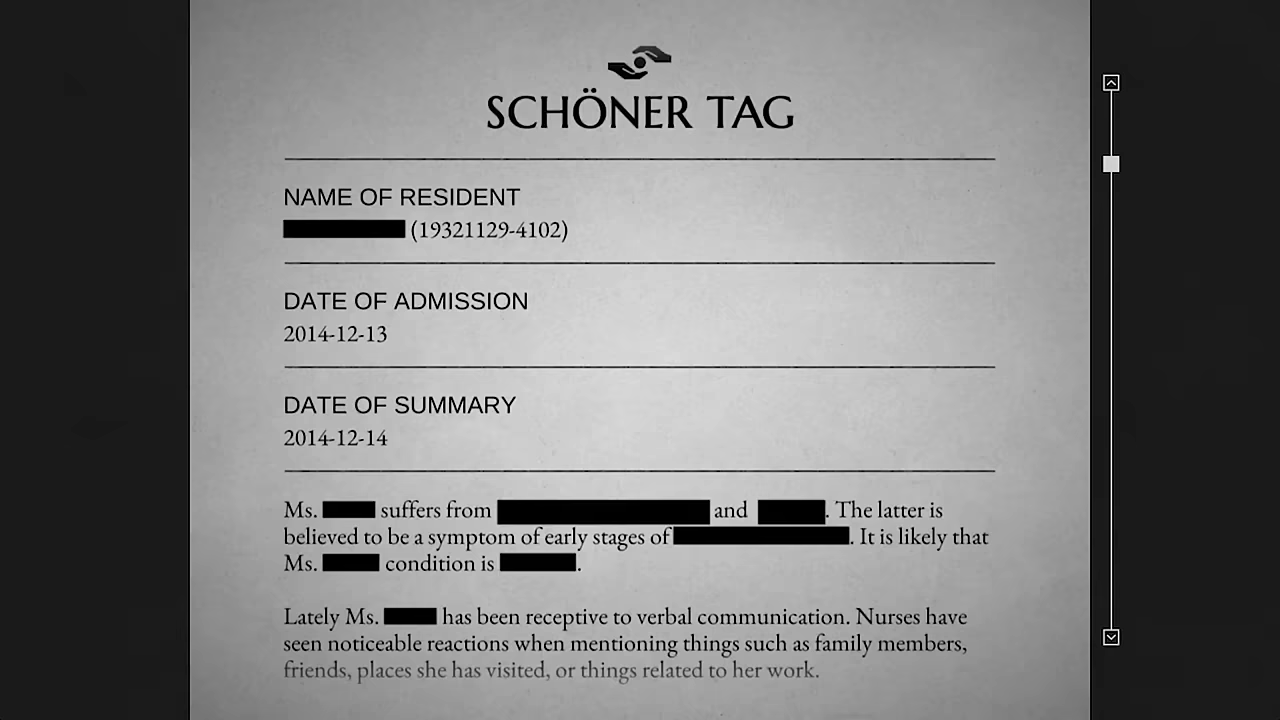 SCHÖNER TAG
NAME OF RESIDENT
(19321129-4102)
DATE OF ADMISSION
2014-12-13
DATE OF SUMMARY
2014-12-14
Ms. suffers from and . The latter is
believed to be a symptom of early stages of . It is likely that
Ms. condition is .
Lately Ms. has been receptive to verbal communication. Nurses have
seen noticeable reactions when mentioning things such as family members,
friends, places she has visited, or things related to her work.